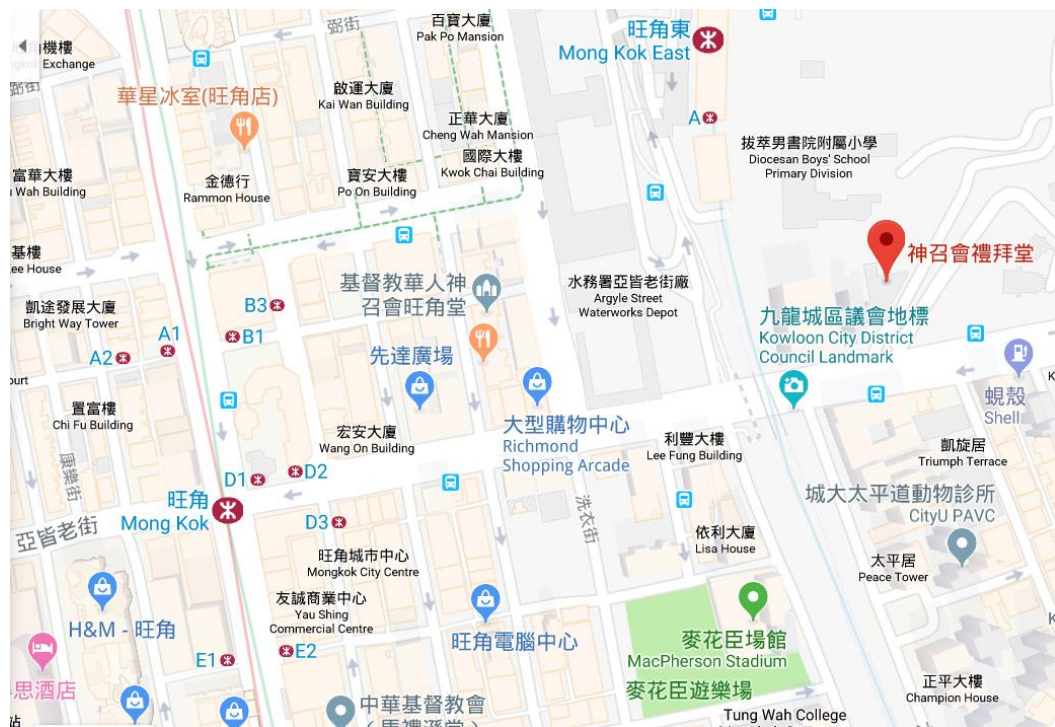 百寶大廈
Pak Po Mansion
弼街
旺角東
Mong Kok East
機樓
Exchange
弼街
啟運大廈
Kai Wan Building
華星冰室(旺角店)
正華大廈
Cheng Wah Mansion
A
拔萃男書院附屬小學
Diocesan Boys' School
Primary Division
國際大樓
Kwok Chai Building
富華大樓
Wah Building
金德行
Rammon House
寶安大樓
Po On Building
神召會禮拜堂
基樓
ee House
基督教華人神
召會旺角堂
水務署亞皆老街廠
Argyle Street
Waterworks Depot
凱途發展大廈
Bright Way Tower
B3
九龍城區議會地標
Kowloon City District
Council Landmark
A1
B1
A2
先達廣場
蜆殼
Shell
置富樓
Chi Fu Building
大型購物中心
Richmond
Shopping Arcade
宏安大廈
Wang On Building
利豐大樓
Lee Fung Building
凱旋居
Triumph Terrace
康樂街
D1
D2
城大太平道動物診所
CityU PAVC
旺角
Mong Kok
洗衣街
亞皆老街
D3
依利大廈
Lisa House
旺角城市中心
Mongkok City Centre
太平居
Peace Tower
友誠商業中心
Yau Shing
Commercial Centre
H&M - 旺角
旺角電腦中心
麥花臣場館
MacPherson Stadium
E1
E2
思酒店
麥花臣遊樂場
正平大樓
Champion House
中華基督教會
Tung Wah College
站